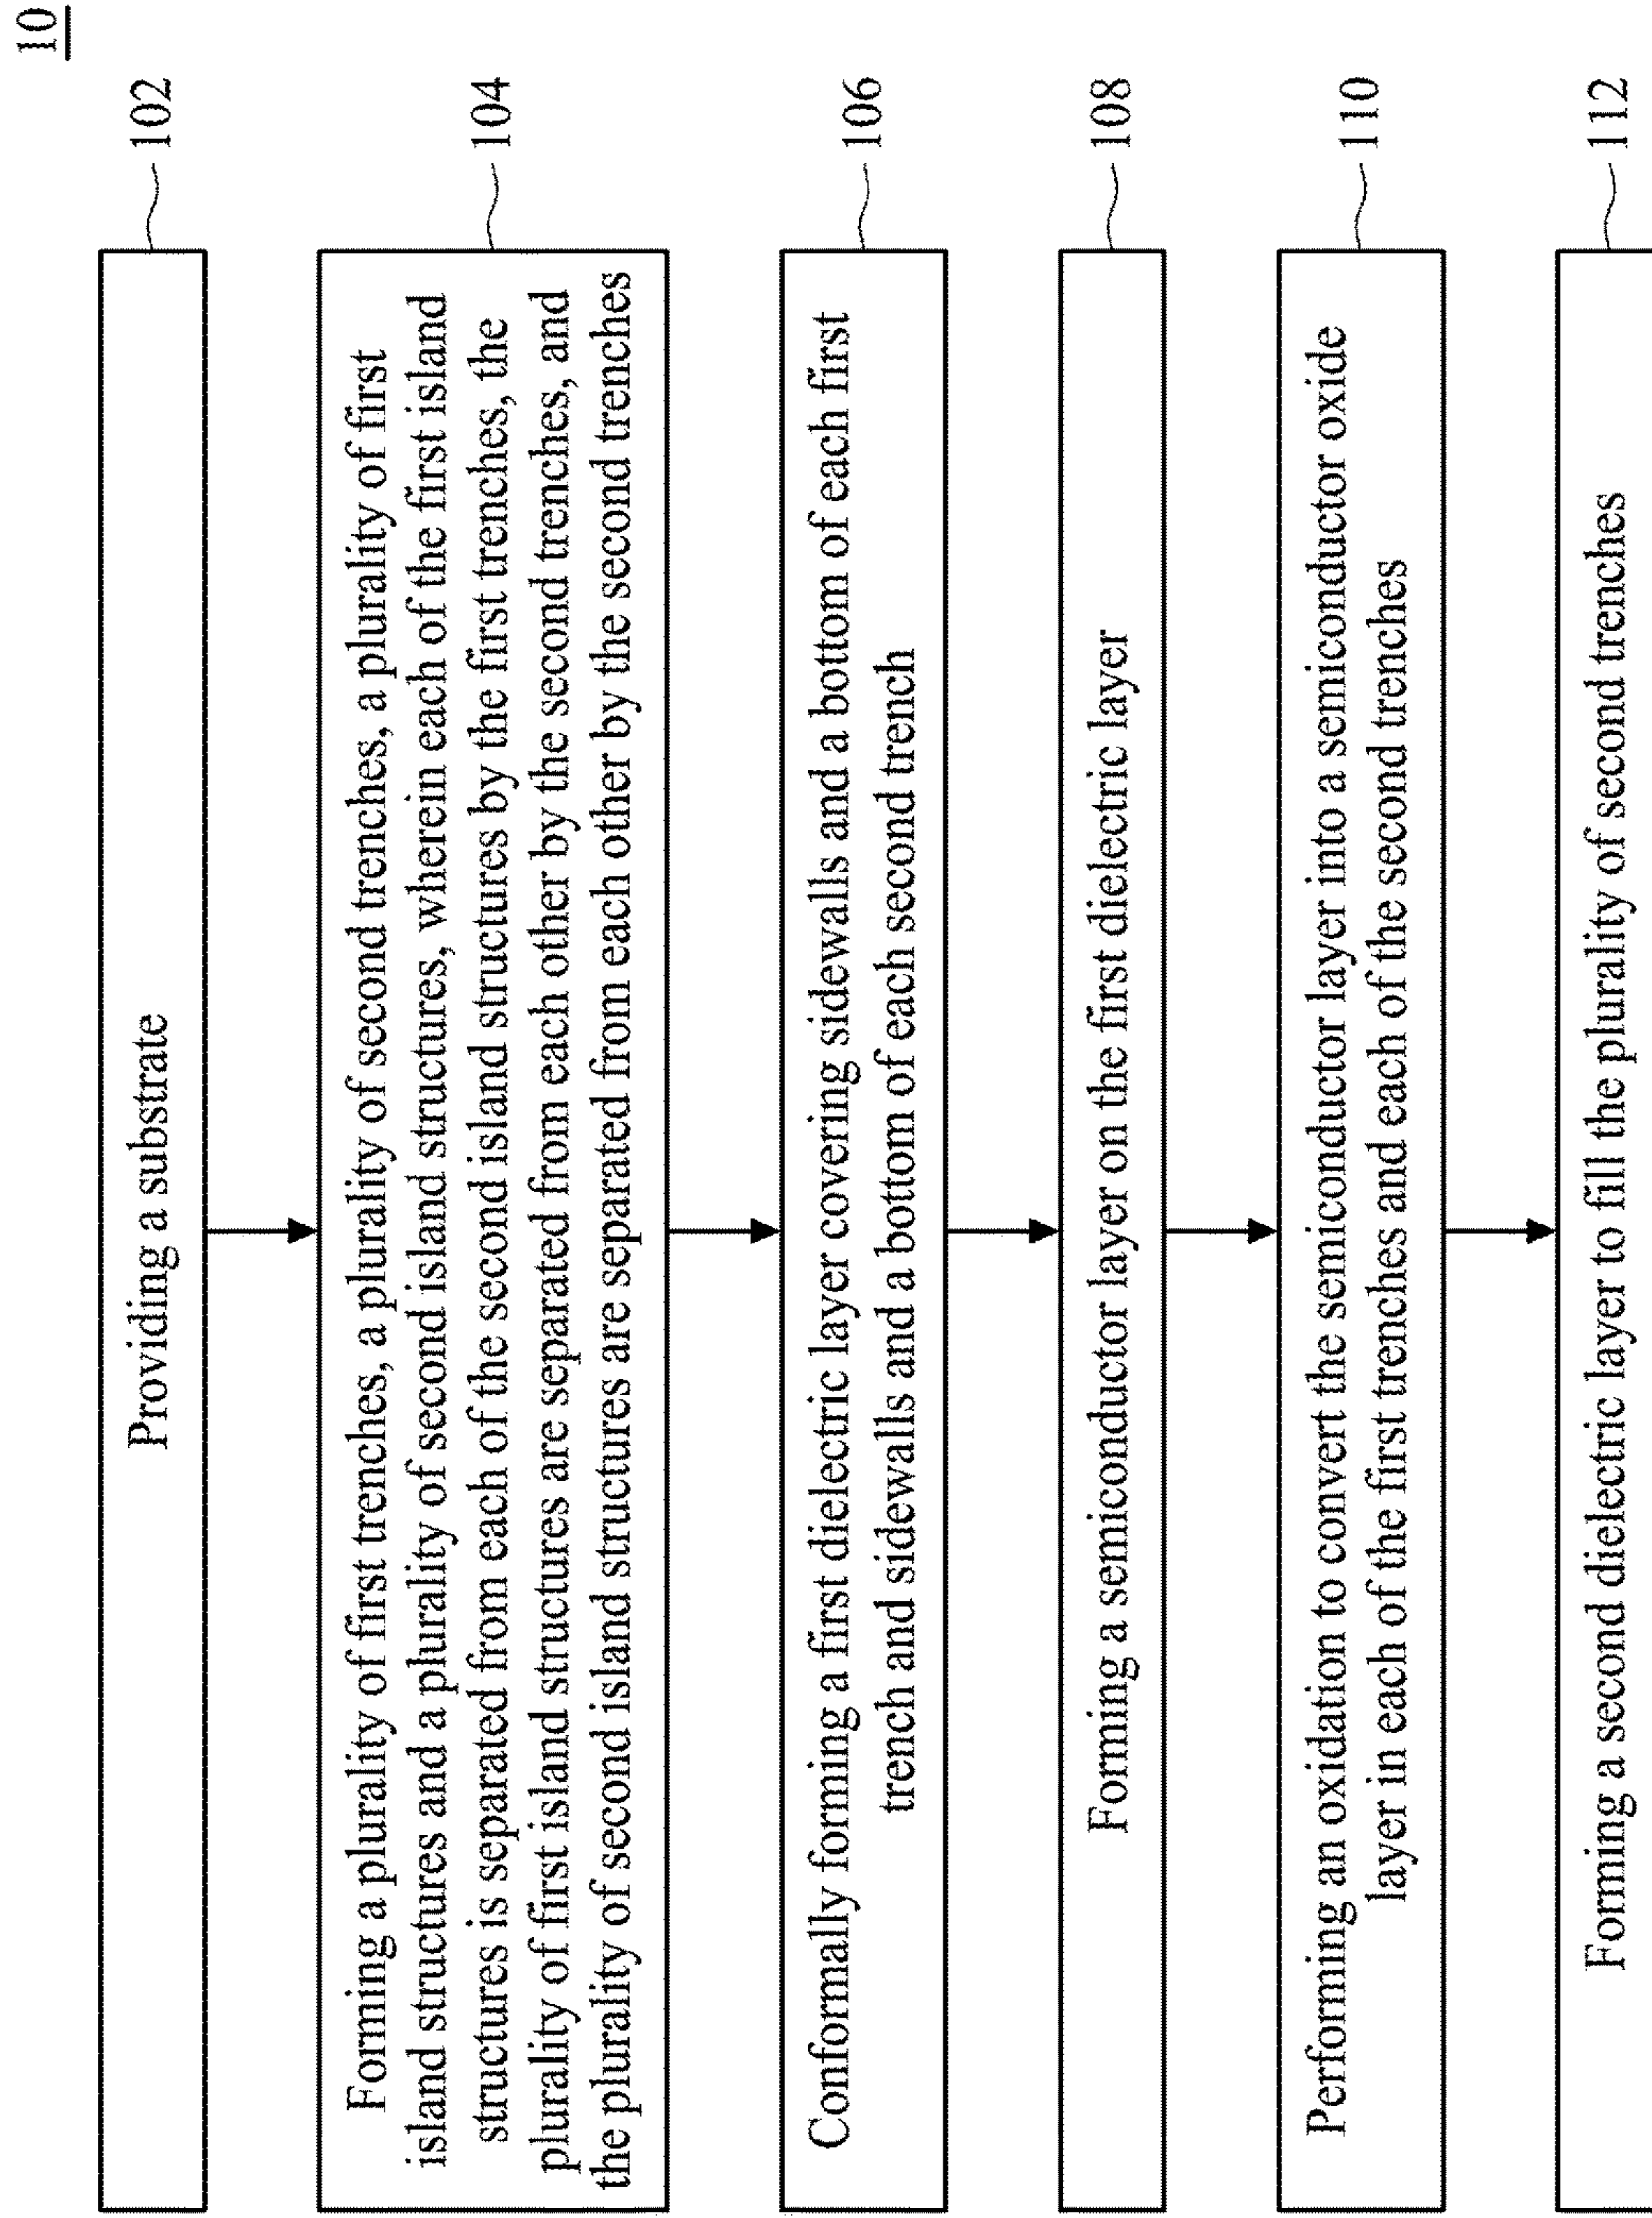 10
Providing a substrate
102
Forming a plurality of first trenches, a plurality of second trenches, a plurality of first
island structures and a plurality of second island structures, wherein each of the first island
structures is separated from each of the second island structures by the first trenches, the
plurality of first island structures are separated from each other by the second trenches, and
the plurality of second island structures are separated from each other by the second trenches
104
Conformally forming a first dielectric layer covering sidewalls and a bottom of each first
trench and sidewalls and a bottom of each second trench
106
Forming a semiconductor layer on the first dielectric layer
108
Performing an oxidation to convert the semiconductor layer into a semiconductor oxide
layer in each of the first trenches and each of the second trenches
110
Forming a second dielectric layer to fill the plurality of second trenches
112